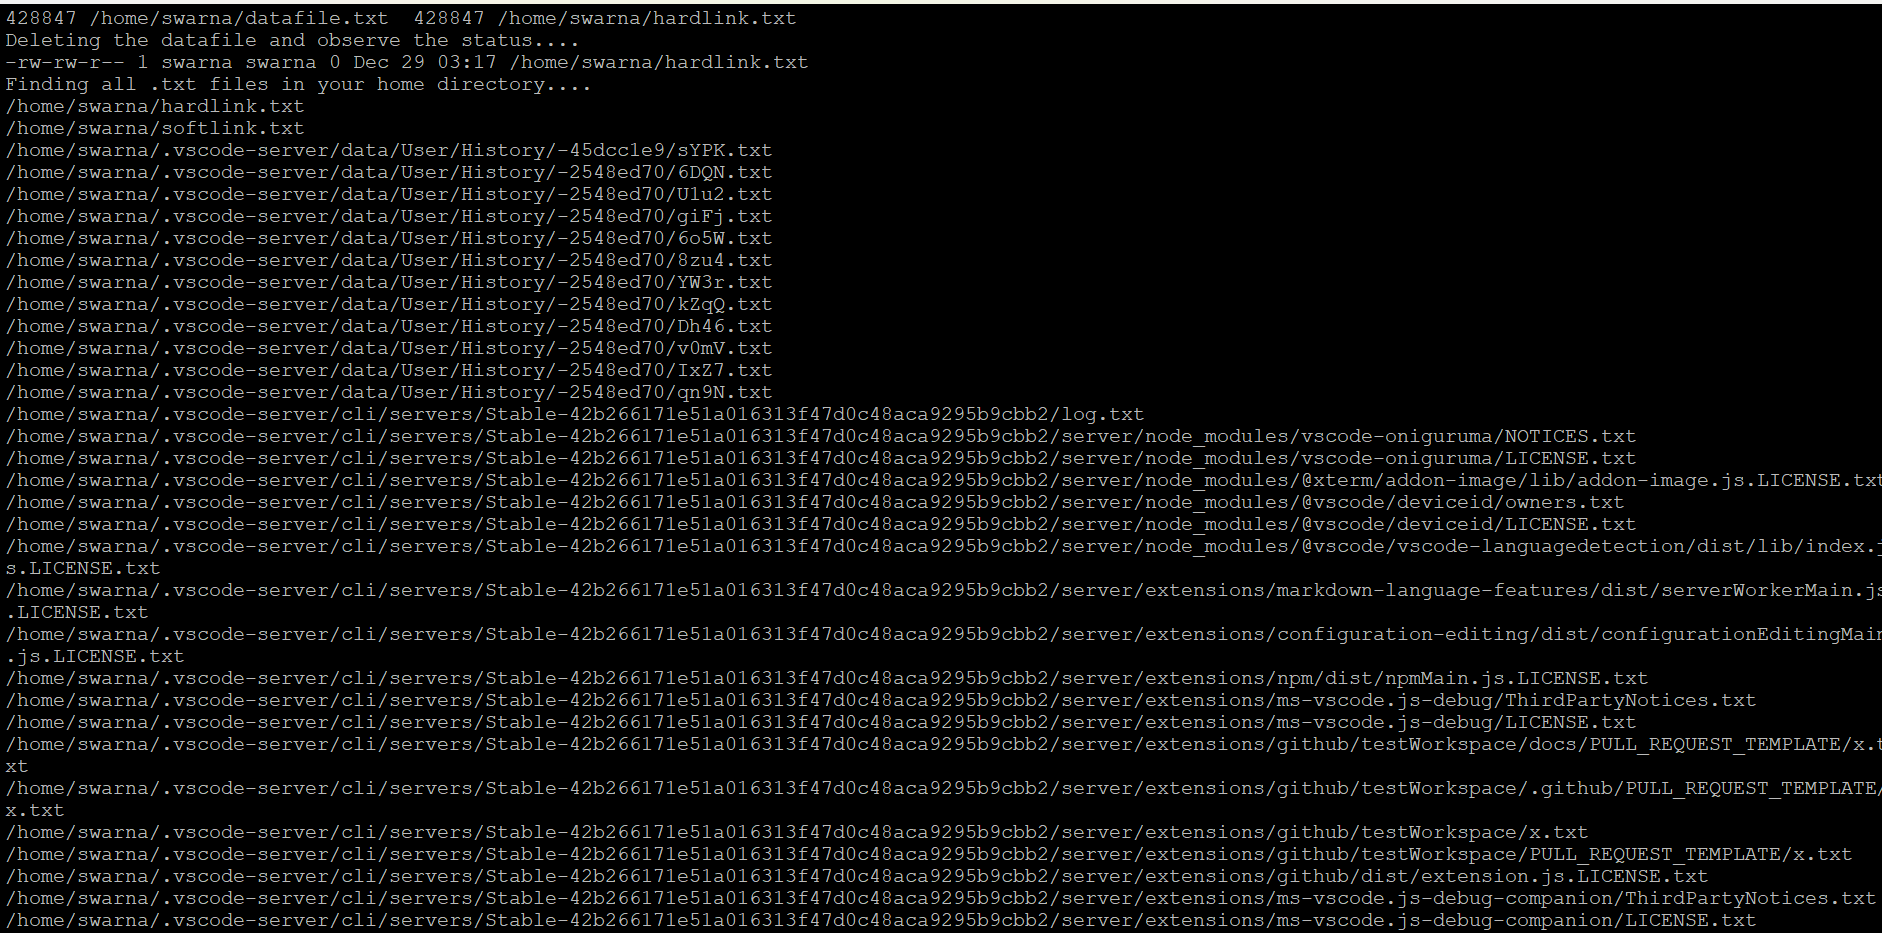 428847 /home/swarna/datafile.txt  428847 /home/swarna/hardlink.txt
Deleting the datafile and observe the status....
-rw-rw-r-- 1 swarna swarna 0 Dec 29 03:17 /home/swarna/hardlink.txt
Finding all .txt files in your home directory....
/home/swarna/hardlink.txt
/home/swarna/softlink.txt
/home/swarna/.vscode-server/data/User/History/-45dcc1e9/sYPK.txt
/home/swarna/.vscode-server/data/User/History/-2548ed70/6DQN.txt
/home/swarna/.vscode-server/data/User/History/-2548ed70/U1u2.txt
/home/swarna/.vscode-server/data/User/History/-2548ed70/giFj.txt
/home/swarna/.vscode-server/data/User/History/-2548ed70/6o5W.txt
/home/swarna/.vscode-server/data/User/History/-2548ed70/8zu4.txt
/home/swarna/.vscode-server/data/User/History/-2548ed70/YW3r.txt
/home/swarna/.vscode-server/data/User/History/-2548ed70/kZqQ.txt
/home/swarna/.vscode-server/data/User/History/-2548ed70/Dh46.txt
/home/swarna/.vscode-server/data/User/History/-2548ed70/v0mV.txt
/home/swarna/.vscode-server/data/User/History/-2548ed70/IxZ7.txt
/home/swarna/.vscode-server/data/User/History/-2548ed70/qn9N.txt
/home/swarna/.vscode-server/cli/servers/Stable-42b266171e51a016313f47d0c48aca9295b9cbb2/log.txt
/home/swarna/.vscode-server/cli/servers/Stable-42b266171e51a016313f47d0c48aca9295b9cbb2/server/node_modules/vscode-oniguruma/NOTICES.txt
/home/swarna/.vscode-server/cli/servers/Stable-42b266171e51a016313f47d0c48aca9295b9cbb2/server/node_modules/vscode-oniguruma/LICENSE.txt
/home/swarna/.vscode-server/cli/servers/Stable-42b266171e51a016313f47d0c48aca9295b9cbb2/server/node_modules/@xterm/addon-image/lib/addon-image.js.LICENSE.txt
/home/swarna/.vscode-server/cli/servers/Stable-42b266171e51a016313f47d0c48aca9295b9cbb2/server/node_modules/@vscode/deviceid/owners.txt
/home/swarna/.vscode-server/cli/servers/Stable-42b266171e51a016313f47d0c48aca9295b9cbb2/server/node_modules/@vscode/deviceid/LICENSE.txt
/home/swarna/.vscode-server/cli/servers/Stable-42b266171e51a016313f47d0c48aca9295b9cbb2/server/node_modules/@vscode/vscode-languagedetection/dist/lib/index.j
s.LICENSE.txt
/home/swarna/.vscode-server/cli/servers/Stable-42b266171e51a016313f47d0c48aca9295b9cbb2/server/extensions/markdown-language-features/dist/serverWorkerMain.js
.LICENSE.txt
/home/swarna/.vscode-server/cli/servers/Stable-42b266171e51a016313f47d0c48aca9295b9cbb2/server/extensions/configuration-editing/dist/configurationEditingMain
.js.LICENSE.txt
/home/swarna/.vscode-server/cli/servers/Stable-42b266171e51a016313f47d0c48aca9295b9cbb2/server/extensions/npm/dist/npmMain.js.LICENSE.txt
/home/swarna/.vscode-server/cli/servers/Stable-42b266171e51a016313f47d0c48aca9295b9cbb2/server/extensions/ms-vscode.js-debug/ThirdPartyNotices.txt
/home/swarna/.vscode-server/cli/servers/Stable-42b266171e51a016313f47d0c48aca9295b9cbb2/server/extensions/ms-vscode.js-debug/LICENSE.txt
/home/swarna/.vscode-server/cli/servers/Stable-42b266171e51a016313f47d0c48aca9295b9cbb2/server/extensions/github/testWorkspace/docs/PULL_REQUEST_TEMPLATE/x.t
xt
/home/swarna/.vscode-server/cli/servers/Stable-42b266171e51a016313f47d0c48aca9295b9cbb2/server/extensions/github/testWorkspace/.github/PULL_REQUEST_TEMPLATE/
x.txt
/home/swarna/.vscode-server/cli/servers/Stable-42b266171e51a016313f47d0c48aca9295b9cbb2/server/extensions/github/testWorkspace/x.txt
/home/swarna/.vscode-server/cli/servers/Stable-42b266171e51a016313f47d0c48aca9295b9cbb2/server/extensions/github/testWorkspace/PULL_REQUEST_TEMPLATE/x.txt
/home/swarna/.vscode-server/cli/servers/Stable-42b266171e51a016313f47d0c48aca9295b9cbb2/server/extensions/github/dist/extension.js.LICENSE.txt
/home/swarna/.vscode-server/cli/servers/Stable-42b266171e51a016313f47d0c48aca9295b9cbb2/server/extensions/ms-vscode.js-debug-companion/ThirdPartyNotices.txt
/home/swarna/.vscode-server/cli/servers/Stable-42b266171e51a016313f47d0c48aca9295b9cbb2/server/extensions/ms-vscode.js-debug-companion/LICENSE.txt